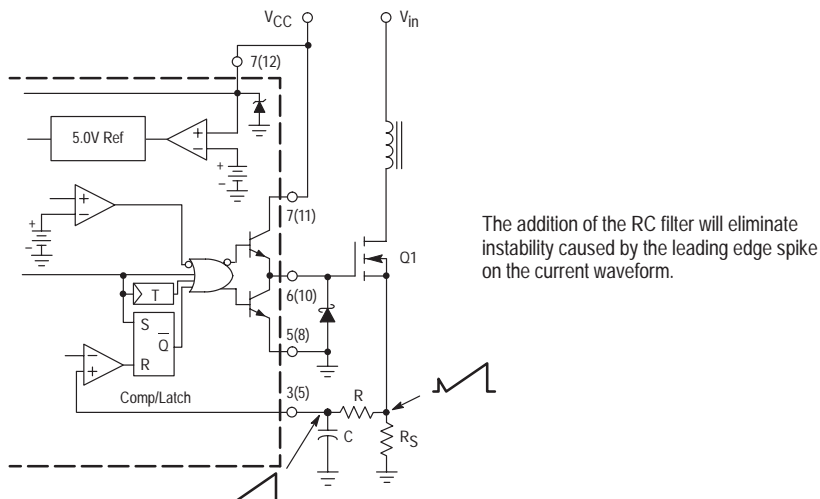 VCC
Vin
7(12)
5.0V Ref
+
−
+
−
+
−
+
−
7(11)
The addition of the RC filter will eliminate
instability caused by the leading edge spike
on the current waveform.
Q1
T
6(10)
S
Q
R
5(8)
−
+
Comp/Latch
3(5)
R
C
RS